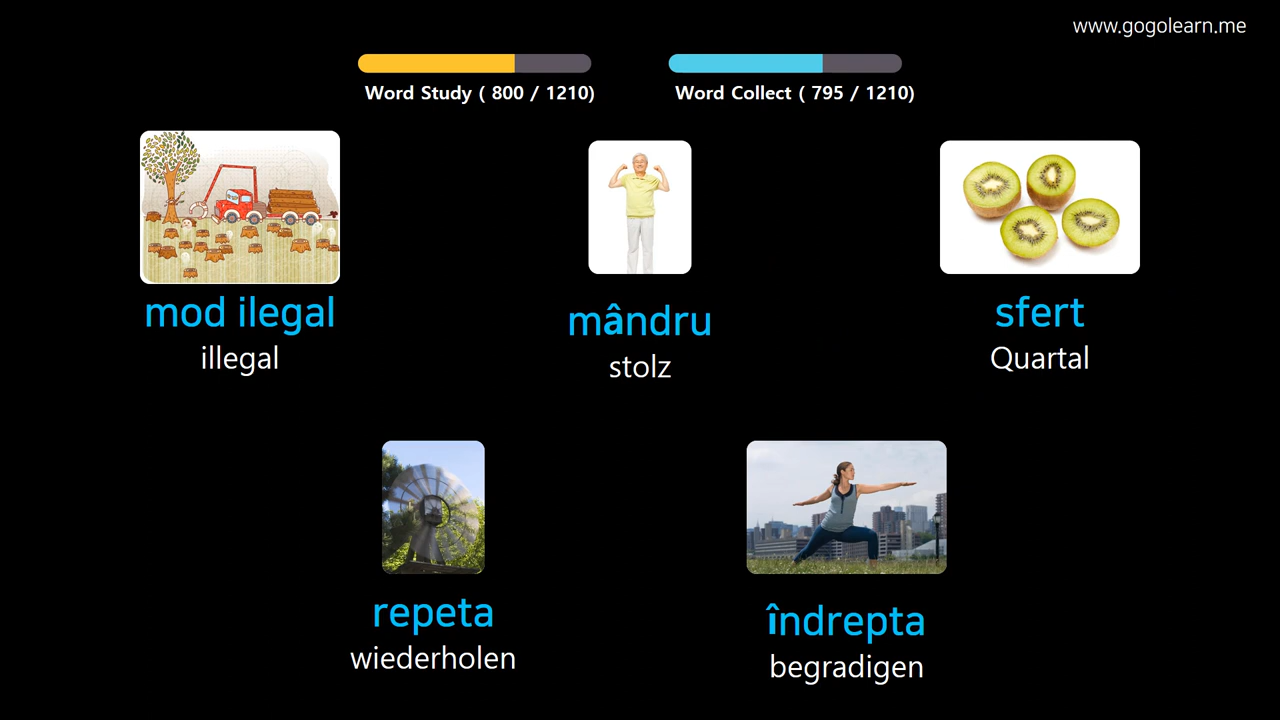 www.gogolearn.me
Word Study ( 800 / 1210)
Word Collect ( 795 / 1210)
mod ilegal
illegal
mândru
stolz
sfert
Quartal
repeta
wiederholen
îndrepta
begradigen